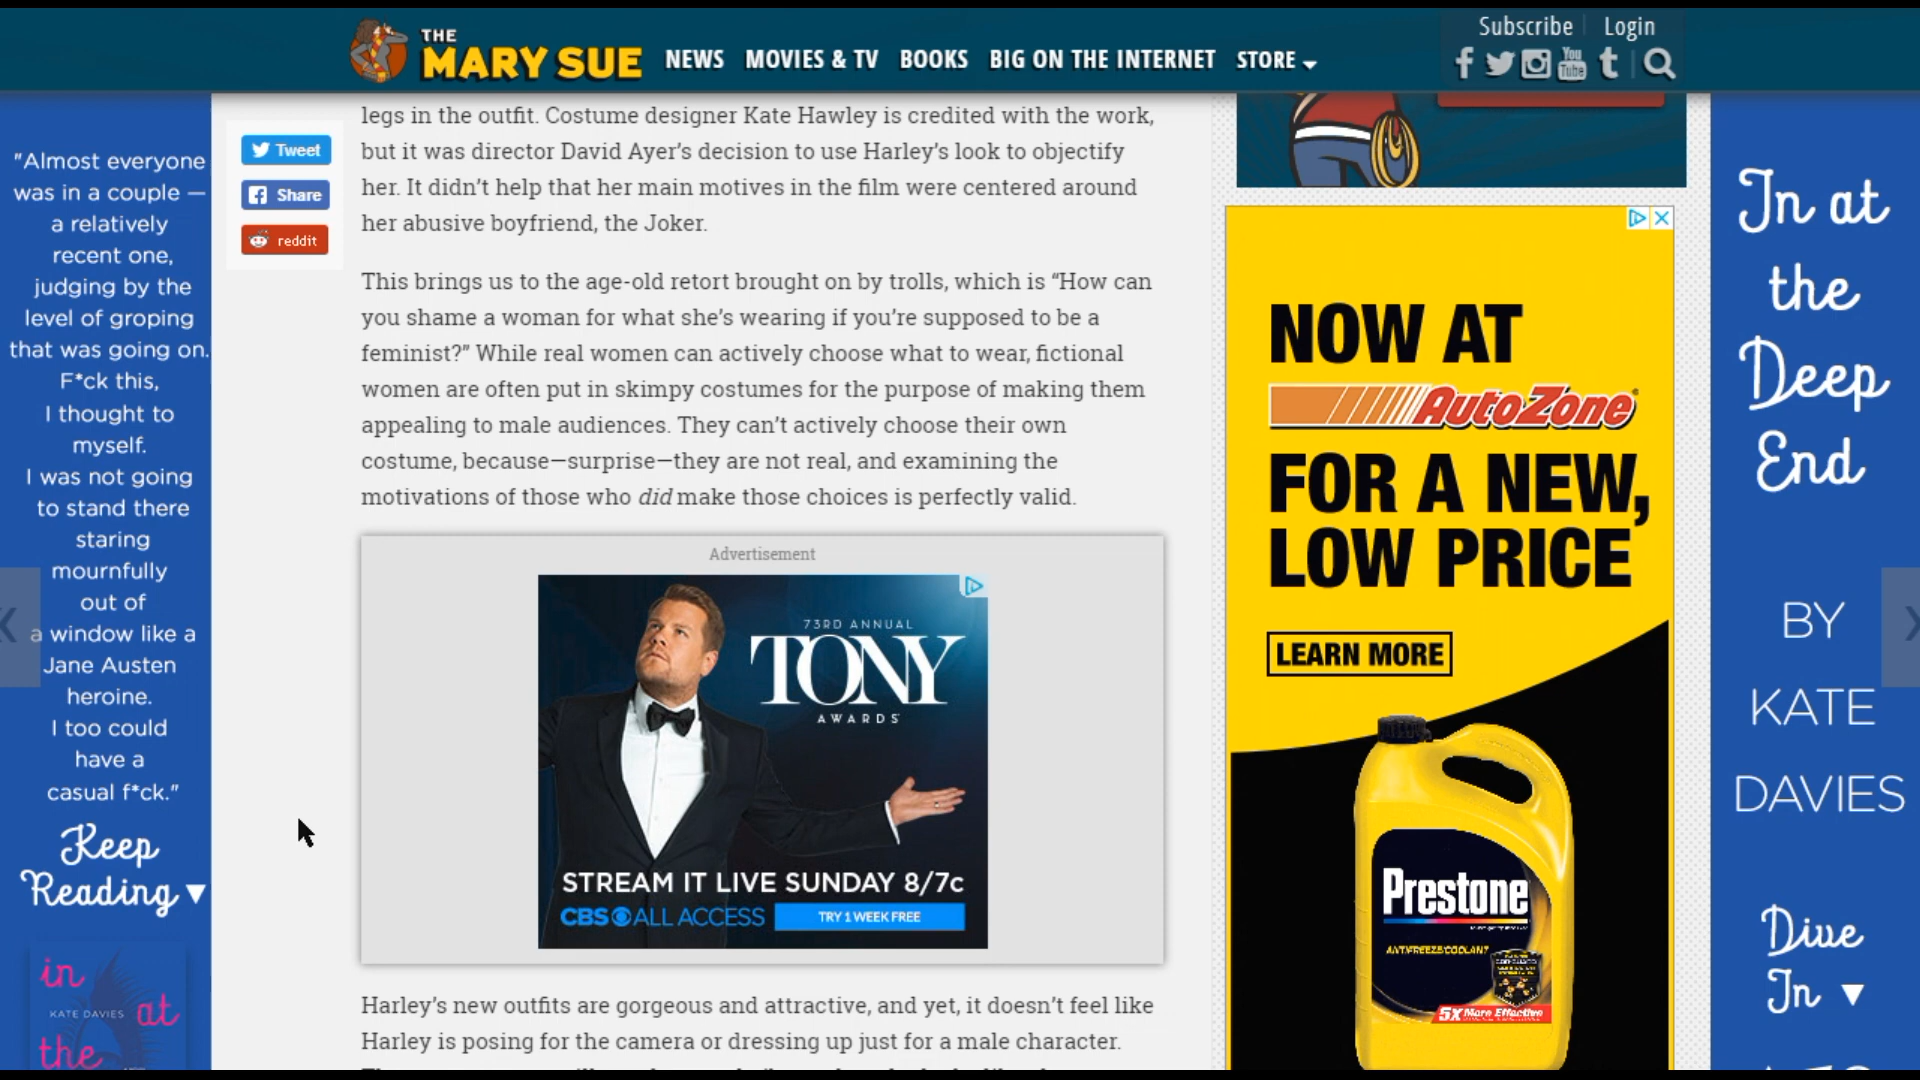 THE
MARY SUE
NEWS MOVIES & TV BOOKS BIG ON THE INTERNET STORE
Subscribe Login
You
Tube
"Almost everyone
was in a couple —
a relatively
recent one,
judging by the
level of groping
that was going on.
F*ck this,
I thought to
myself.
I was not going
to stand there
staring
mournfully
out of
a window like a
Jane Austen
heroine.
I too could
have a
casual f*ck."
Keep
Reading ▼
in
KATE DAVIES at
the
Tweet
Share
reddit
legs in the outfit. Costume designer Kate Hawley is credited with the work,
but it was director David Ayer's decision to use Harley's look to objectify
her. It didn't help that her main motives in the film were centered around
her abusive boyfriend, the Joker.
This brings us to the age-old retort brought on by trolls, which is “How can
you shame a woman for what she's wearing if you're supposed to be a
feminist?” While real women can actively choose what to wear, fictional
women are often put in skimpy costumes for the purpose of making them
appealing to male audiences. They can't actively choose their own
costume, because—surprise—they are not real, and examining the
motivations of those who did make those choices is perfectly valid.
Advertisement
73RD ANNUAL
TONY
AWARDS
STREAM IT LIVE SUNDAY 8/7c
CBS ALL ACCESS TRY 1 WEEK FREE
Harley's new outfits are gorgeous and attractive, and yet, it doesn't feel like
Harley is posing for the camera or dressing up just for a male character.
NOW AT
AutoZone
FOR A NEW,
LOW PRICE
LEARN MORE
Prestone
ANTIFREEZE/COOLANT
5X More Effective
In at
the
Deep
End
BY
KATE
DAVIES
Dive
In ▼